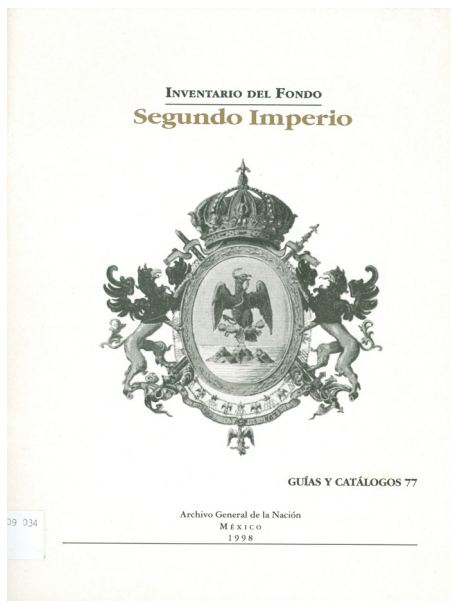 INVENTARIO DEL FONDO
Segundo Imperio
GUÍAS Y CATÁLOGOS 77
Archivo General de la Nación
MÉXICO
1998
09 034